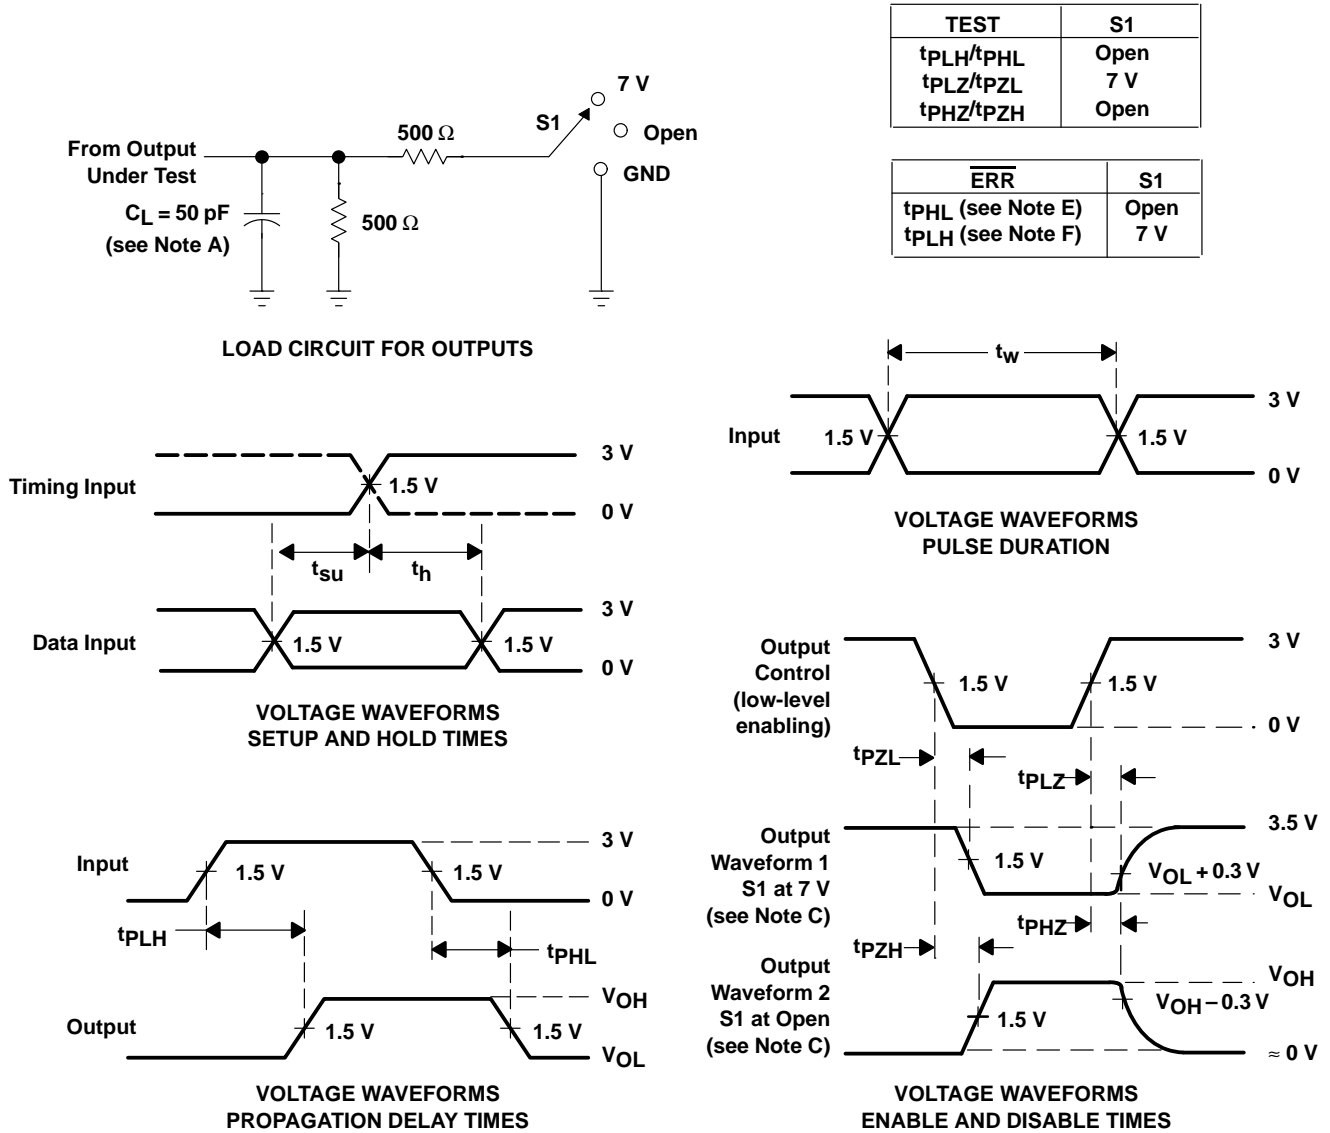 7 V
S1
500 Ω
Open
From Output
Under Test
GND
CL = 50 pF
(see Note A)
500 Ω
LOAD CIRCUIT FOR OUTPUTS
TEST S1
tPLH/tPHL Open
tPLZ/tPZL 7 V
tPHZ/tPZH Open
ERR S1
tPHL (see Note E) Open
tPLH (see Note F) 7 V
tw
3 V
Input 1.5 V 1.5 V
0 V
VOLTAGE WAVEFORMS
PULSE DURATION
3 V
Timing Input 1.5 V
0 V
tsu th
3 V
Data Input 1.5 V 1.5 V
0 V
VOLTAGE WAVEFORMS
SETUP AND HOLD TIMES
3 V
Input 1.5 V 1.5 V
0 V
tPLH
tPHL
VOH
Output 1.5 V 1.5 V
VOL
VOLTAGE WAVEFORMS
PROPAGATION DELAY TIMES
Output
Control
(low-level
enabling)
3 V
1.5 V 1.5 V
0 V
tPZL
tPLZ
Output
Waveform 1
S1 at 7 V
(see Note C)
3.5 V
1.5 V
VOL + 0.3 V
VOL
tPHZ
tPZH
Output
Waveform 2
S1 at Open
(see Note C)
VOH
VOH − 0.3 V
1.5 V
≈ 0 V
VOLTAGE WAVEFORMS
ENABLE AND DISABLE TIMES